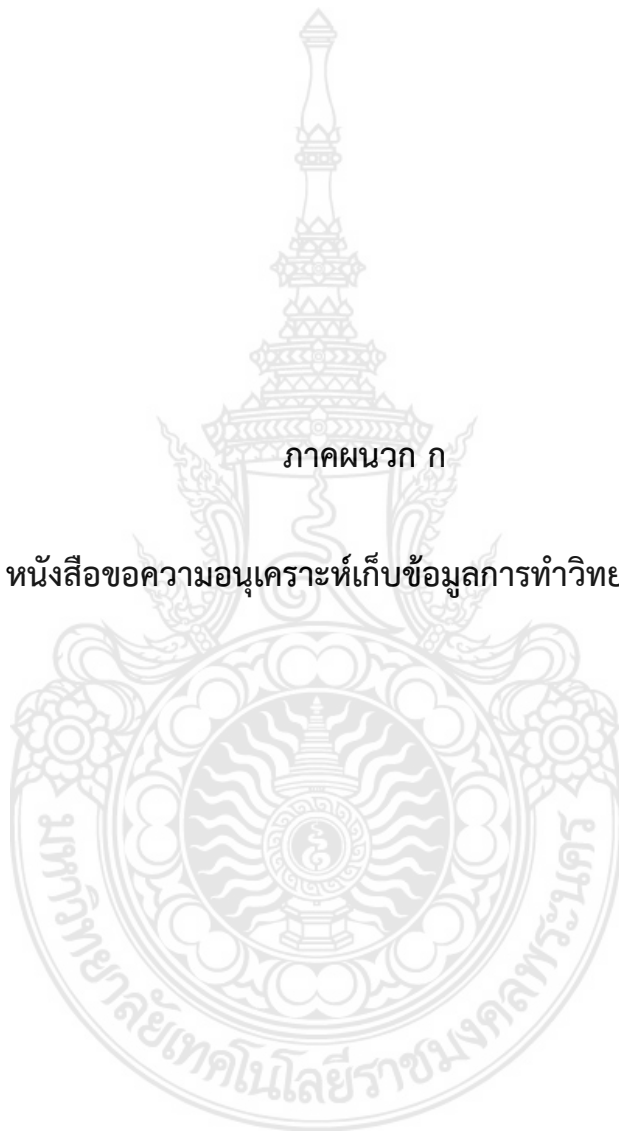 ภาคผนวก ก
หนังสือขอความอนุเคราะห์เก็บข้อมูลการทำวิทย
มหาวิทยาลัยเทคโนโลยีราชมงคลพระนคร